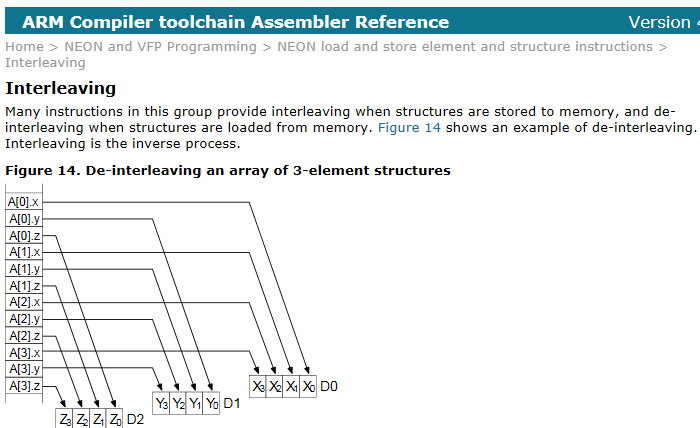 ARM Compiler toolchain Assembler Reference Version
Home > NEON and VFP Programming > NEON load and store element and structure instructions >
Interleaving
Interleaving
Many instructions in this group provide interleaving when structures are stored to memory, and de-
interleaving when structures are loaded from memory. Figure 14 shows an example of de-interleaving.
Interleaving is the inverse process.
Figure 14. De-interleaving an array of 3-element structures
A[0].x
A[0].y
A[0].z
A[1].x
A[1].y
A[1].z
A[2].x
A[2].y
A[2].z
A[3].x
A[3].y
A[3].z
X3 X2 X1 X0 D0
Y3 Y2 Y1 Y0 D1
Z3 Z2 Z1 Z0 D2